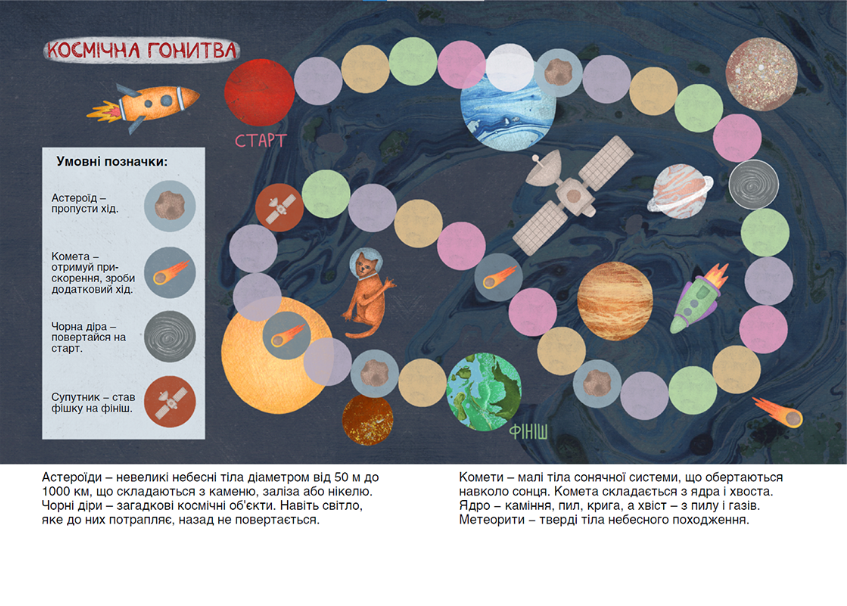 КОСМІЧНА ГОНИТВА
СТАРТ
Умовні позначки:
Астероїд –
пропусти хід.
Комета –
отримуй при-
скорення, зроби
додатковий хід.
Чорна діра –
повертайся на
старт.
Супутник – став
фішку на фініш.
ФІНІШ
Астероїди – невеликі небесні тіла діаметром від 50 м до
1000 км, що складаються з каменю, заліза або нікелю.
Чорні діри – загадкові космічні об'єкти. Навіть світло,
яке до них потрапляє, назад не повертається.
Комети – малі тіла сонячної системи, що обертаються
навколо сонця. Комета складається з ядра і хвоста.
Ядро – каміння, пил, крига, а хвіст – з пилу і газів.
Метеорити – тверді тіла небесного походження.